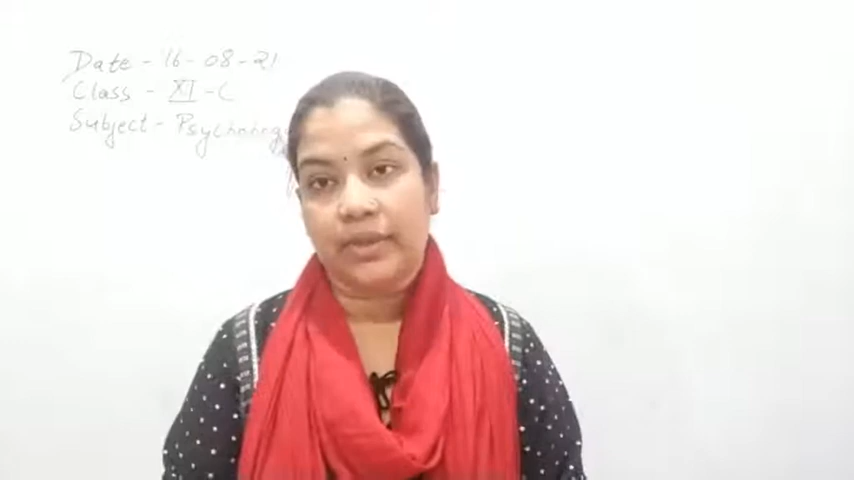 Date - 16-08-21
Class - XI - C
Subject - Psychology